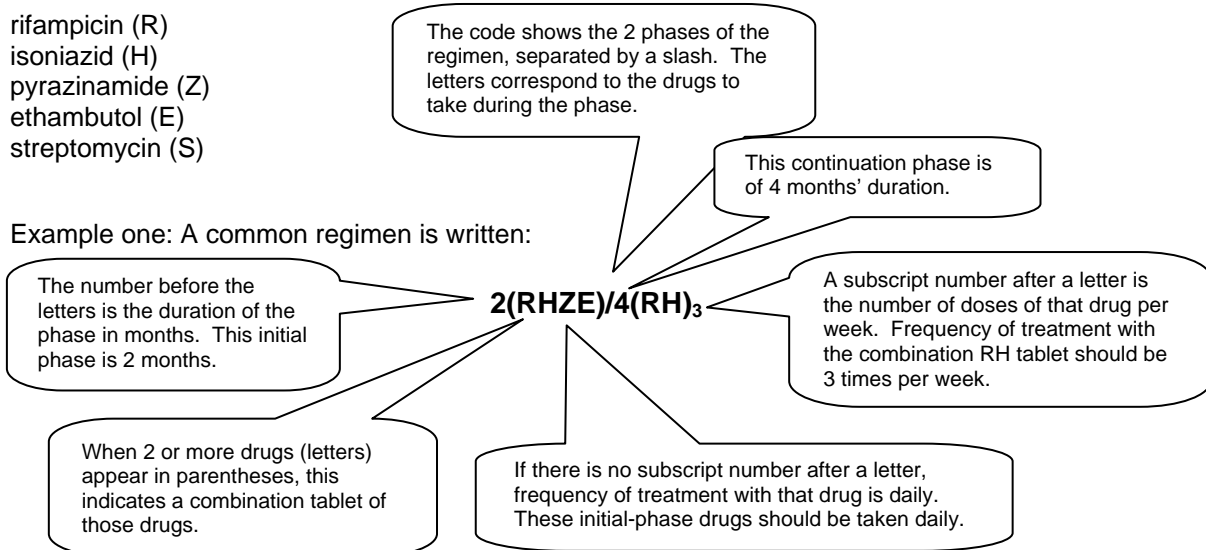 rifampicin (R)
isoniazid (H)
pyrazinamide (Z)
ethambutol (E)
streptomycin (S)
The code shows the 2 phases of the
regimen, separated by a slash.  The
letters correspond to the drugs to
take during the phase.
This continuation phase is
of 4 months’ duration.
Example one: A common regimen is written:
The number before the
letters is the duration of the
phase in months.  This initial
phase is 2 months.
2(RHZE)/4(RH)₃
A subscript number after a letter is
the number of doses of that drug per
week.  Frequency of treatment with
the combination RH tablet should be
3 times per week.
When 2 or more drugs (letters)
appear in parentheses, this
indicates a combination tablet of
those drugs.
If there is no subscript number after a letter,
frequency of treatment with that drug is daily.
These initial-phase drugs should be taken daily.